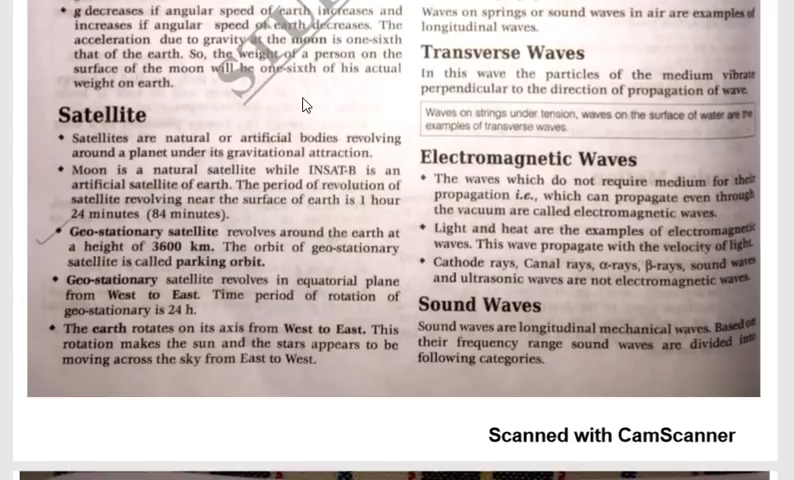 • g decreases if angular speed of earth increases and
increases if angular speed of earth decreases. The
acceleration due to gravity at the moon is one-sixth
that of the earth. So, the weight of a person on the
surface of the moon will be one-sixth of his actual
weight on earth.
Satellite
• Satellites are natural or artificial bodies revolving
around a planet under its gravitational attraction.
• Moon is a natural satellite while INSAT-B is an
artificial satellite of earth. The period of revolution of
satellite revolving near the surface of earth is 1 hour
24 minutes (84 minutes).
• Geo-stationary satellite revolves around the earth at
a height of 3600 km. The orbit of geo-stationary
satellite is called parking orbit.
• Geo-stationary satellite revolves in equatorial plane
from West to East. Time period of rotation of
geo-stationary is 24 h.
• The earth rotates on its axis from West to East. This
rotation makes the sun and the stars appears to be
moving across the sky from East to West.
Waves on springs or sound waves in air are examples of
longitudinal waves.
Transverse Waves
In this wave the particles of the medium vibrate
perpendicular to the direction of propagation of wave.
Waves on strings under tension, waves on the surface of water are the
examples of transverse waves.
Electromagnetic Waves
• The waves which do not require medium for their
propagation i.e., which can propagate even through
the vacuum are called electromagnetic waves.
• Light and heat are the examples of electromagnetic
waves. This wave propagate with the velocity of light.
• Cathode rays, Canal rays, α-rays, β-rays, sound waves
and ultrasonic waves are not electromagnetic waves.
Sound Waves
Sound waves are longitudinal mechanical waves. Based on
their frequency range sound waves are divided into
following categories.
Scanned with CamScanner